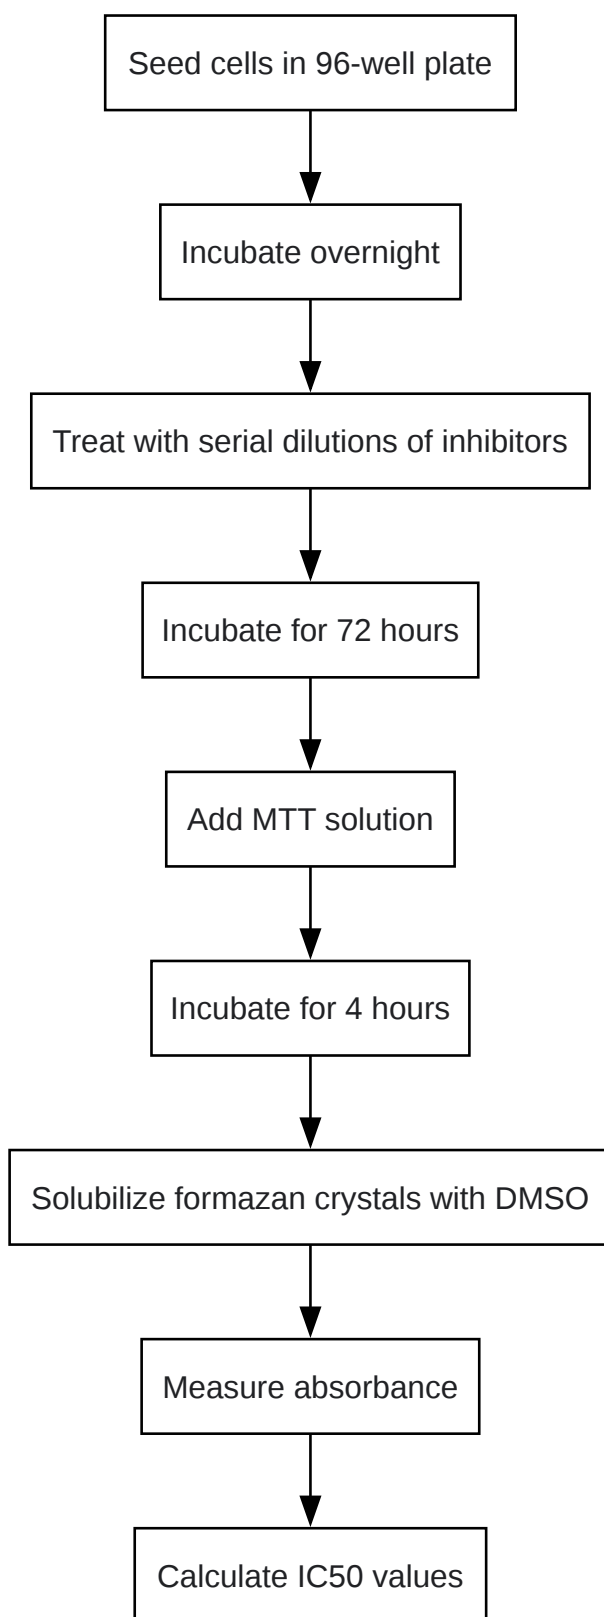 Seed cells in 96-well plate
Incubate overnight
Treat with serial dilutions of inhibitors
Incubate for 72 hours
Add MTT solution
Incubate for 4 hours
Solubilize formazan crystals with DMSO
Measure absorbance
Calculate IC50 values